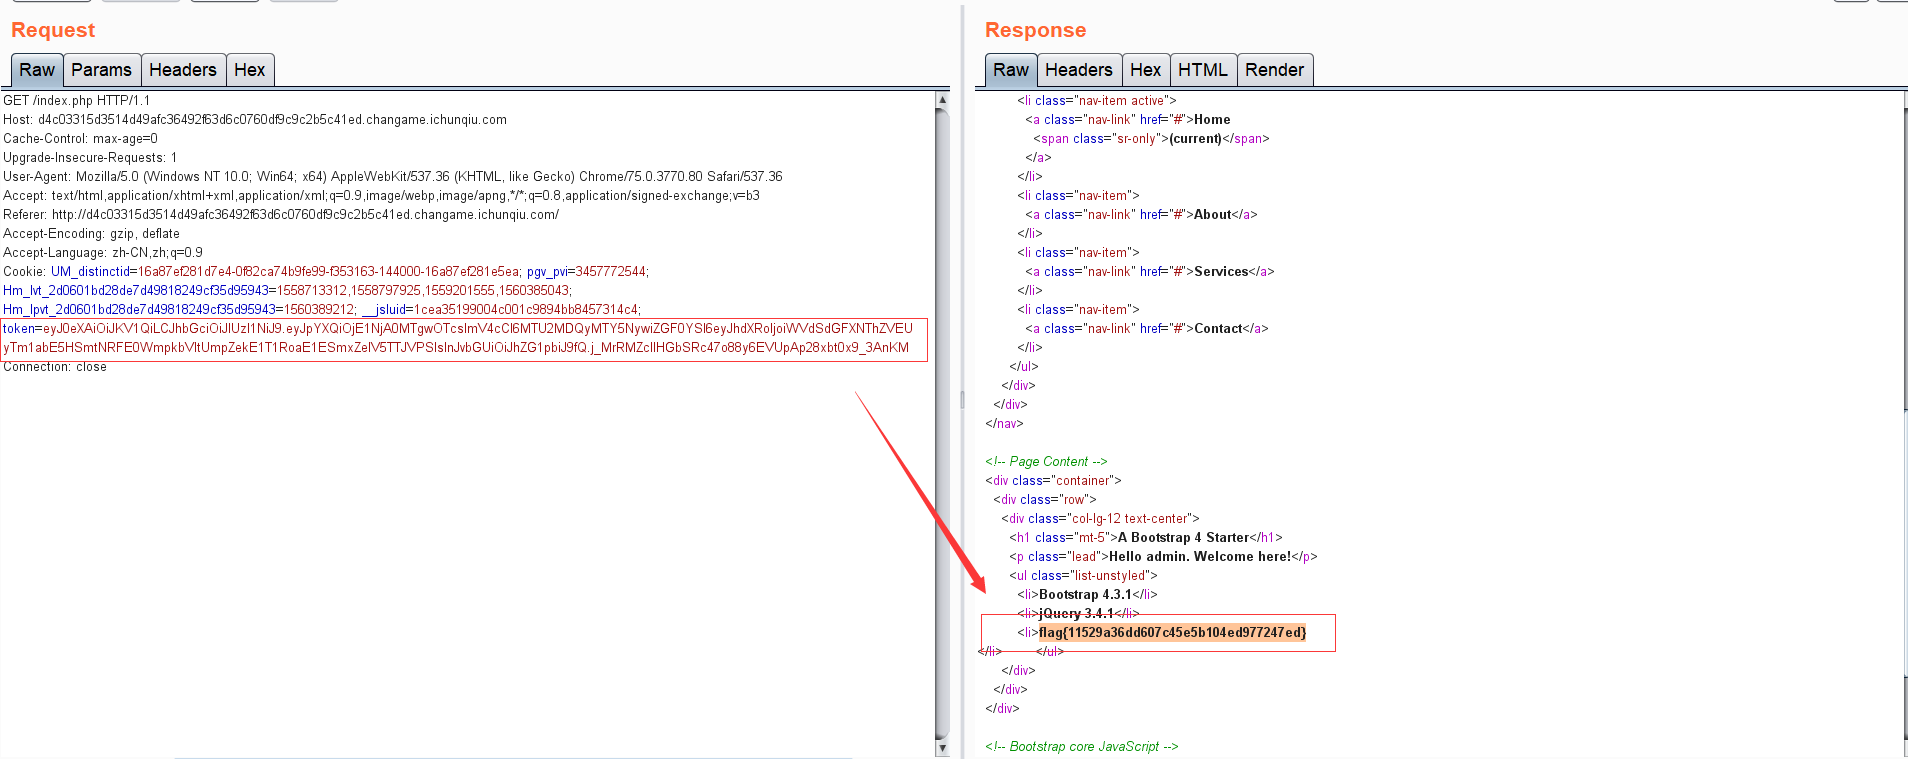 Request
Raw Params Headers Hex
GET /index.php HTTP/1.1
Host: d4c03315d3514d49afc36492f63d6c0760df9c9c2b5c41ed.changame.ichunqiu.com
Cache-Control: max-age=0
Upgrade-Insecure-Requests: 1
User-Agent: Mozilla/5.0 (Windows NT 10.0; Win64; x64) AppleWebKit/537.36 (KHTML, like Gecko) Chrome/75.0.3770.80 Safari/537.36
Accept: text/html,application/xhtml+xml,application/xml;q=0.9,image/webp,image/apng,*/*;q=0.8,application/signed-exchange;v=b3
Referer: http://d4c03315d3514d49afc36492f63d6c0760df9c9c2b5c41ed.changame.ichunqiu.com/
Accept-Encoding: gzip, deflate
Accept-Language: zh-CN,zh;q=0.9
Cookie: UM_distinctid=16a87ef281d7e4-0f82ca74b9fe99-f353163-144000-16a87ef281e5ea; pgv_pvi=3457772544;
Hm_lvt_2d0601bd28de7d49818249cf35d95943=1558713312,1558797925,1559201555,1560385043;
Hm_lpvt_2d0601bd28de7d49818249cf35d95943=1560389212; __jsluid=1cea35199004c001c9894bb8457314c4;
token=eyJ0eXAiOiJKV1QiLCJhbGciOiJIUzI1NiJ9.eyJpYXQiOjE1NjA0MTgwOTcsImV4cCI6MTU2MDQyMTY5NywiZGF0YSI6eyJhdXRoIjoiWVdSdGFXNThZVEU
yTm1abE5HSmtNRFE0WmpkbVltUmpZekE1T1RoaE1ESmxZelV5TTJVPSIsInJvbGUiOiJhZG1pbiJ9fQ.j_MrRMZcIlHGbSRc47o88y6EVUpAp28xbt0x9_3AnKM
Connection: close
Response
Raw Headers Hex HTML Render
<li class="nav-item active">
<a class="nav-link" href="#">Home
<span class="sr-only">(current)</span>
</a>
</li>
<li class="nav-item">
<a class="nav-link" href="#">About</a>
</li>
<li class="nav-item">
<a class="nav-link" href="#">Services</a>
</li>
<li class="nav-item">
<a class="nav-link" href="#">Contact</a>
</li>
</ul>
</div>
</div>
</nav>
<!-- Page Content -->
<div class="container">
<div class="row">
<div class="col-lg-12 text-center">
<h1 class="mt-5">A Bootstrap 4 Starter</h1>
<p class="lead">Hello admin. Welcome here!</p>
<ul class="list-unstyled">
<li>Bootstrap 4.3.1</li>
<li>jQuery 3.4.1</li>
<li>flag{11529a36dd607c45e5b104ed977247ed}
</li> </ul>
</div>
</div>
</div>
<!-- Bootstrap core JavaScript -->